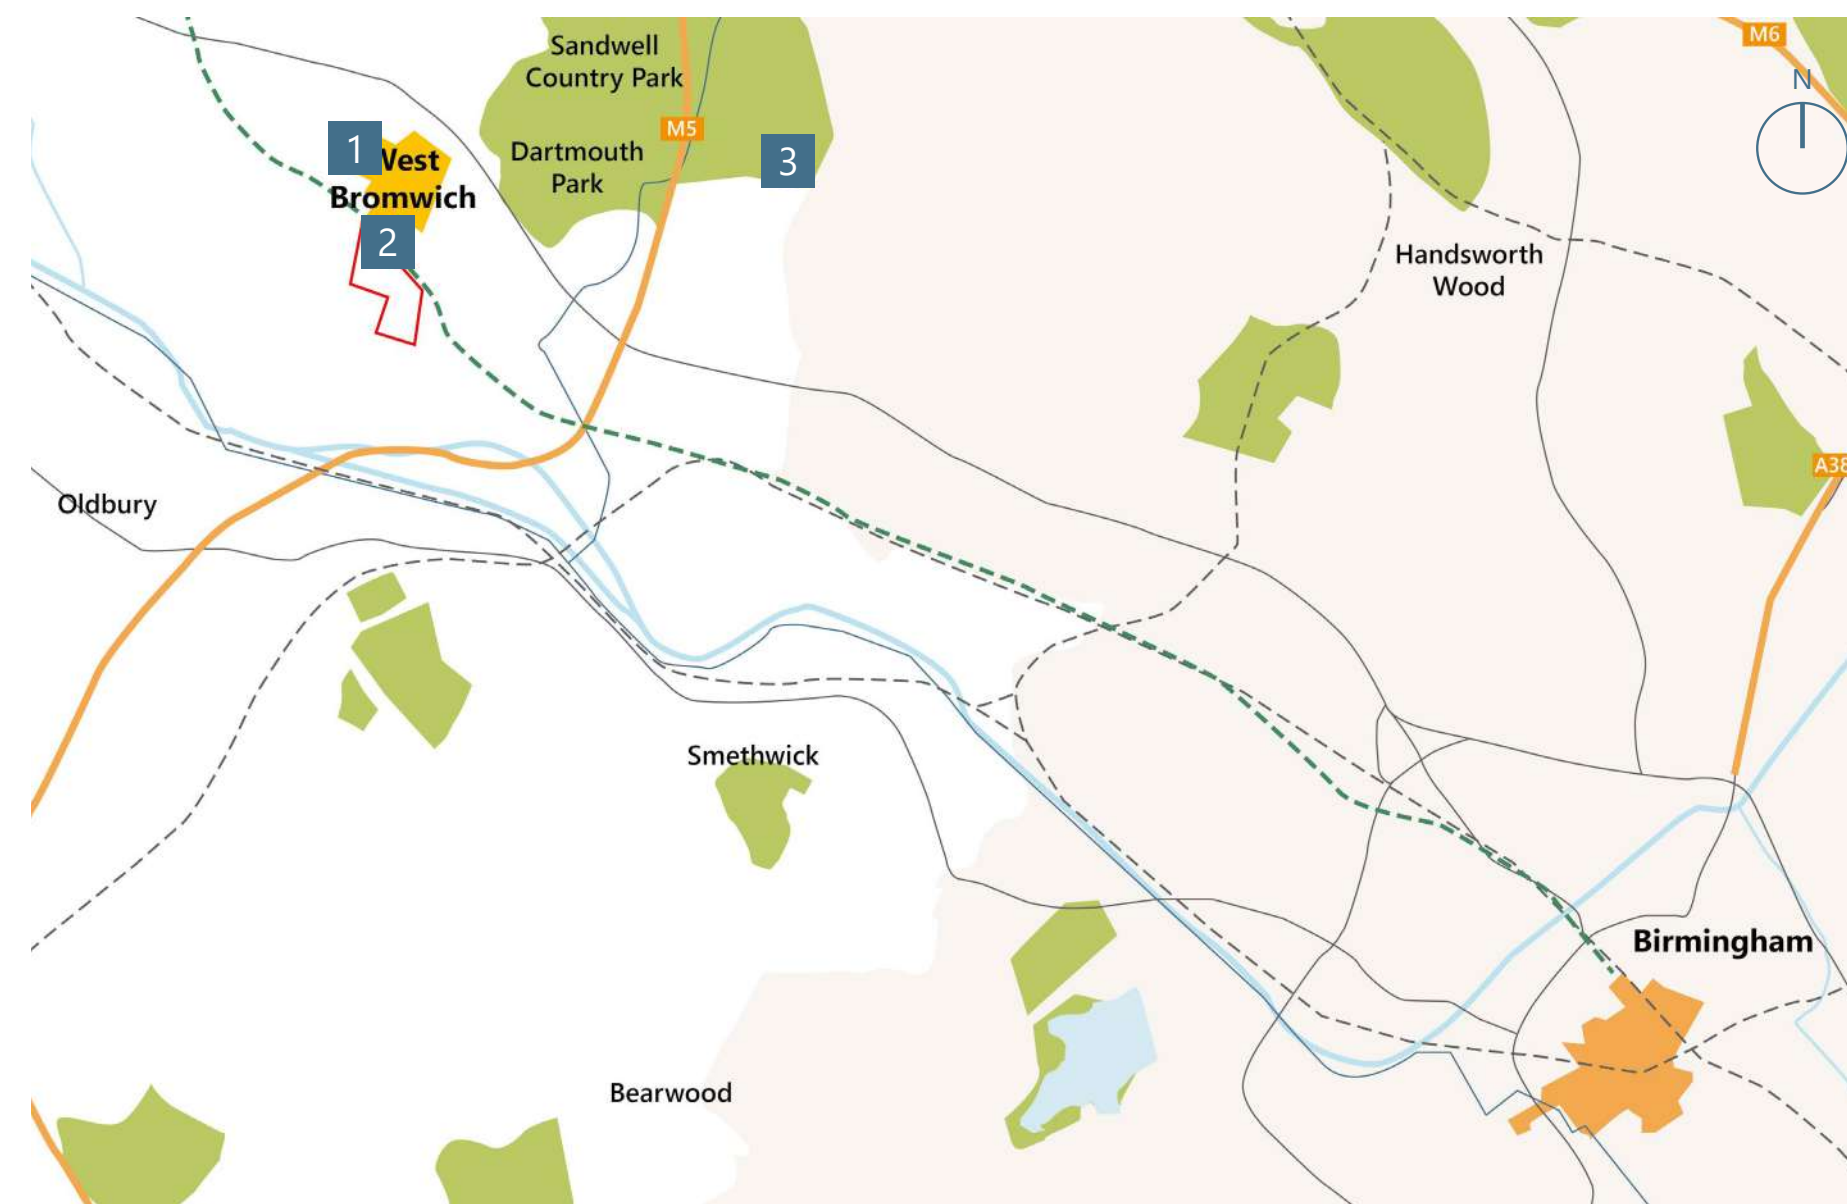 M6
Sandwell
Country Park
N
M5
1
West
Bromwich
Dartmouth
Park
3
2
Handsworth
Wood
A38
Oldbury
Smethwick
Birmingham
Bearwood